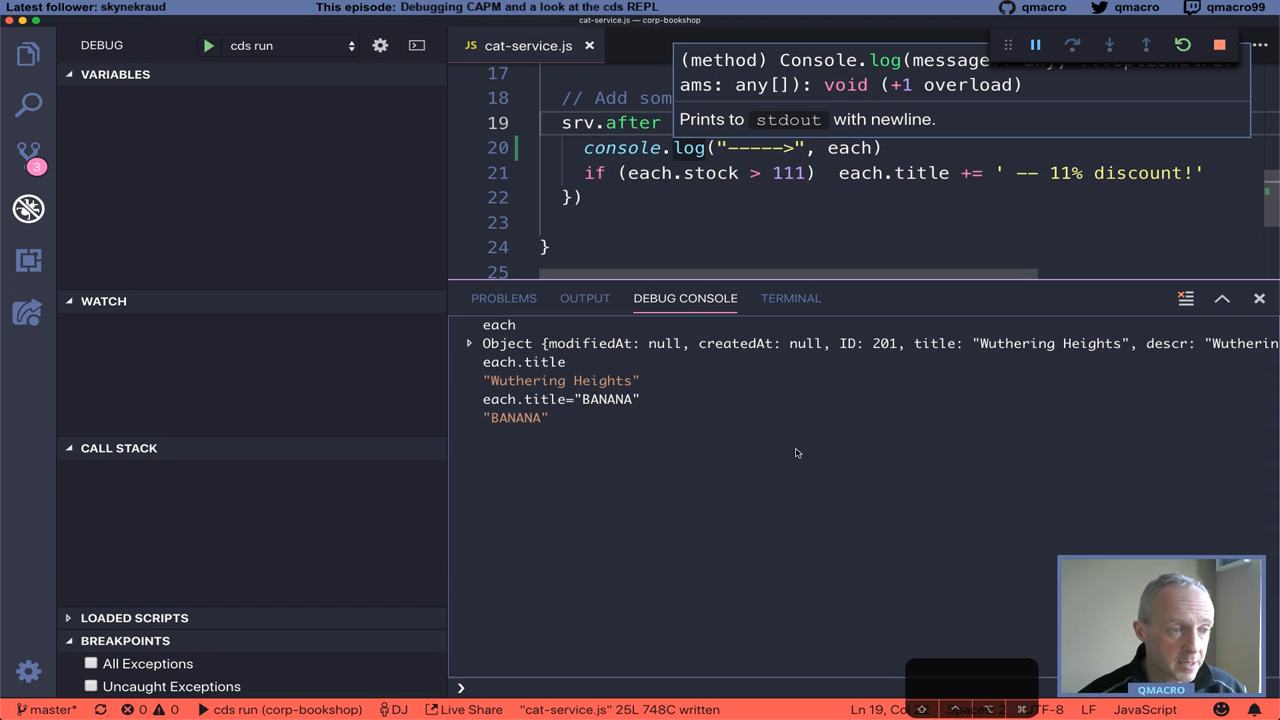 Latest follower: skynekraud
This episode: Debugging CAPM and a look at the cds REPL
qmacro
qmacro
qmacro99
cat-service.js — corp-bookshop
DEBUG
cds run
JS cat-service.js
VARIABLES
(method) Console.log(message
ams: any[]): void (+1 overload)
Prints to stdout with newline.
17
18 // Add som
19 srv.after
20 console.log("----->", each)
21 if (each.stock > 111) each.title += ' -- 11% discount!'
22 })
23
24 }
25
3
WATCH
CALL STACK
LOADED SCRIPTS
BREAKPOINTS
All Exceptions
Uncaught Exceptions
PROBLEMS OUTPUT DEBUG CONSOLE TERMINAL
each
Object {modifiedAt: null, createdAt: null, ID: 201, title: "Wuthering Heights", descr: "Wutherin
each.title
"Wuthering Heights"
each.title="BANANA"
"BANANA"
QMACRO
master* 0 0 cds run (corp-bookshop) DJ Live Share "cat-service.js" 25L 748C written Ln 19, UTF-8 LF JavaScript